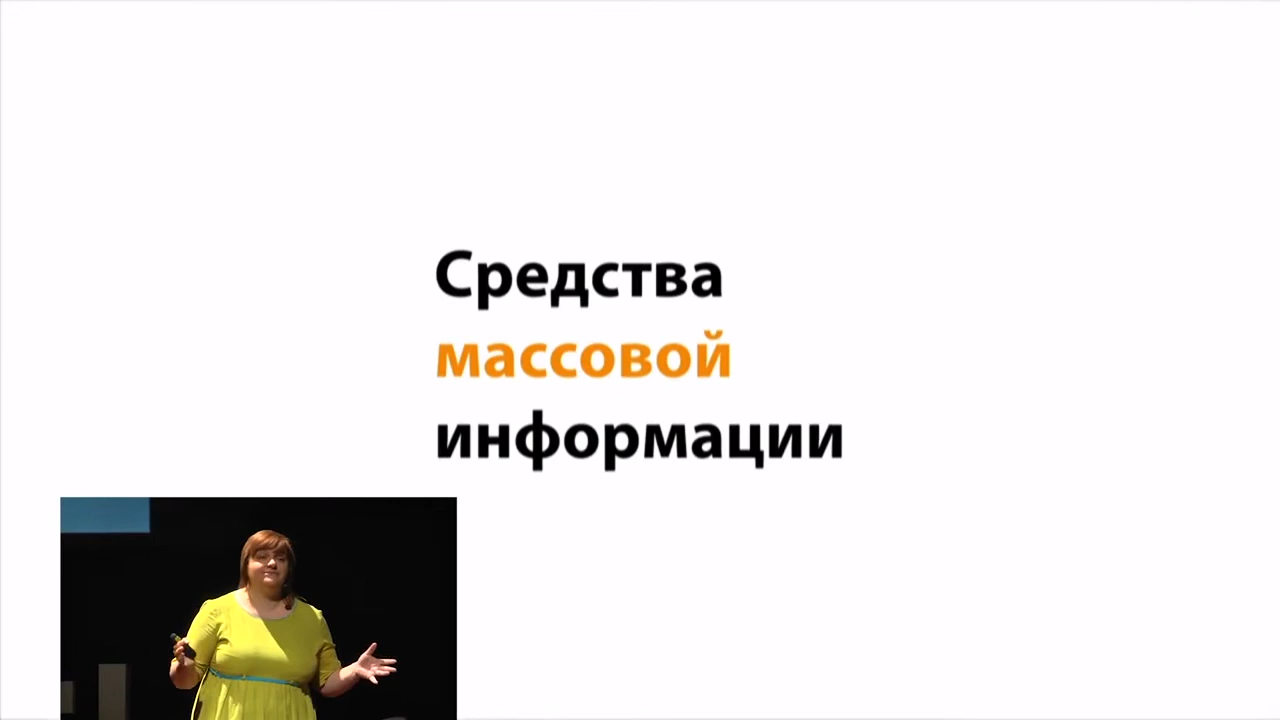 Средства
массовой
информации